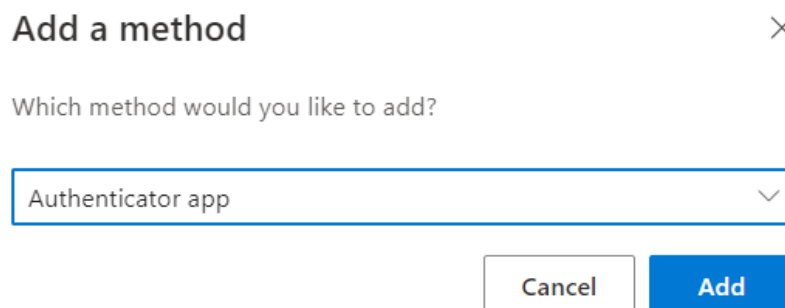 Add a method
Which method would you like to add?
Authenticator app
Cancel
Add